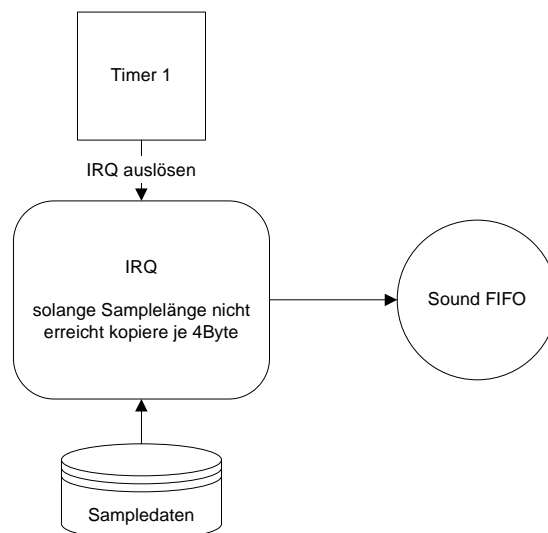 Timer 1
IRQ auslösen
IRQ
solange Samplelänge nicht
erreicht kopiere je 4Byte
Sound FIFO
Sampledaten